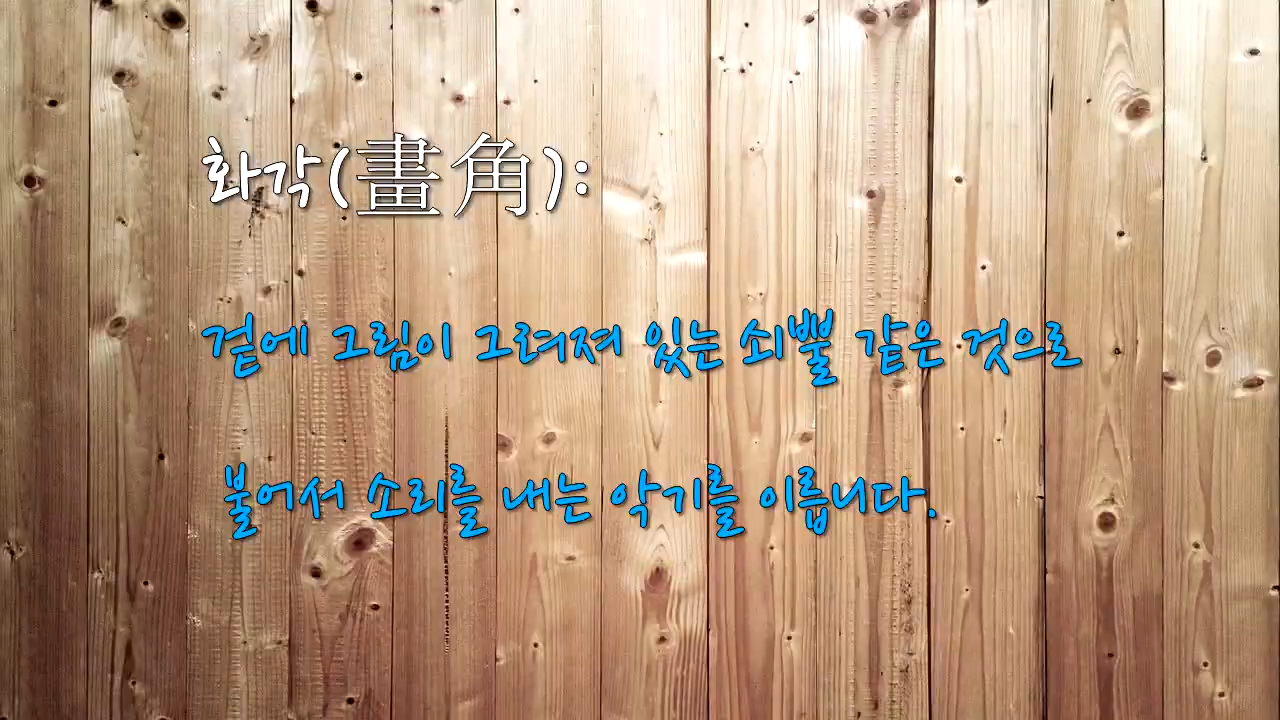 화각(畫角):
겉에 그림이 그려져 있는 쇠뿔 같은 것으로
불어서 소리를 내는 악기를 이릅니다.